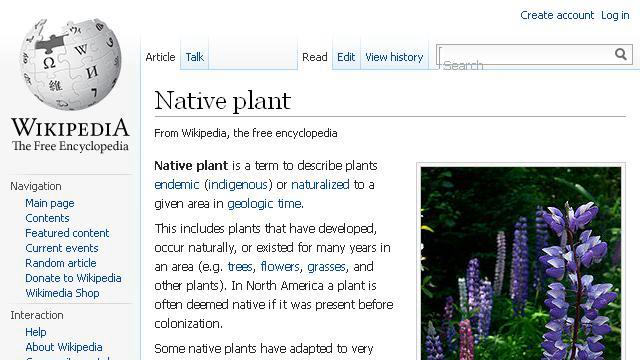 Create account Log in
Article Talk Read Edit View history Search
WIKIPEDIA
The Free Encyclopedia
Native plant
From Wikipedia, the free encyclopedia
Native plant is a term to describe plants
endemic (indigenous) or naturalized to a
given area in geologic time.
This includes plants that have developed,
occur naturally, or existed for many years in
an area (e.g. trees, flowers, grasses, and
other plants). In North America a plant is
often deemed native if it was present before
colonization.
Some native plants have adapted to very
Navigation
Main page
Contents
Featured content
Current events
Random article
Donate to Wikipedia
Wikimedia Shop
Interaction
Help
About Wikipedia